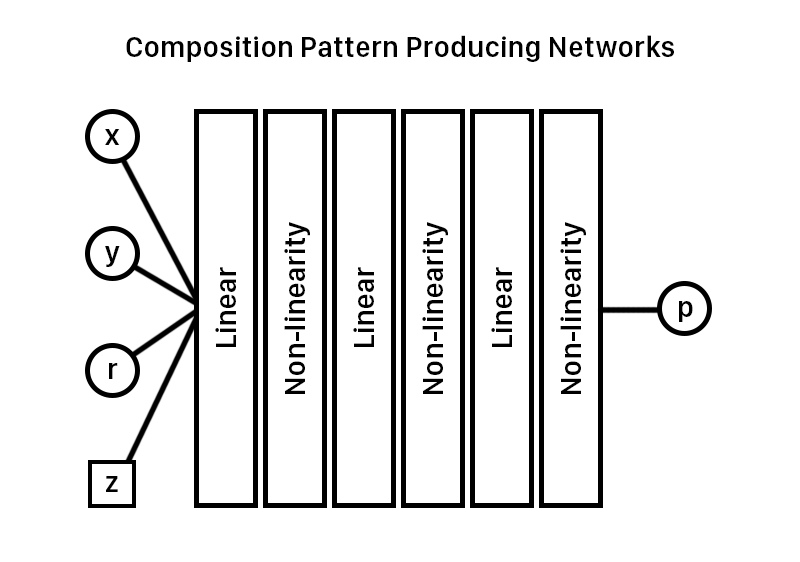 Composition Pattern Producing Networks
x
y
r
z
Linear
Non-linearity
Linear
Non-linearity
Linear
Non-linearity
p